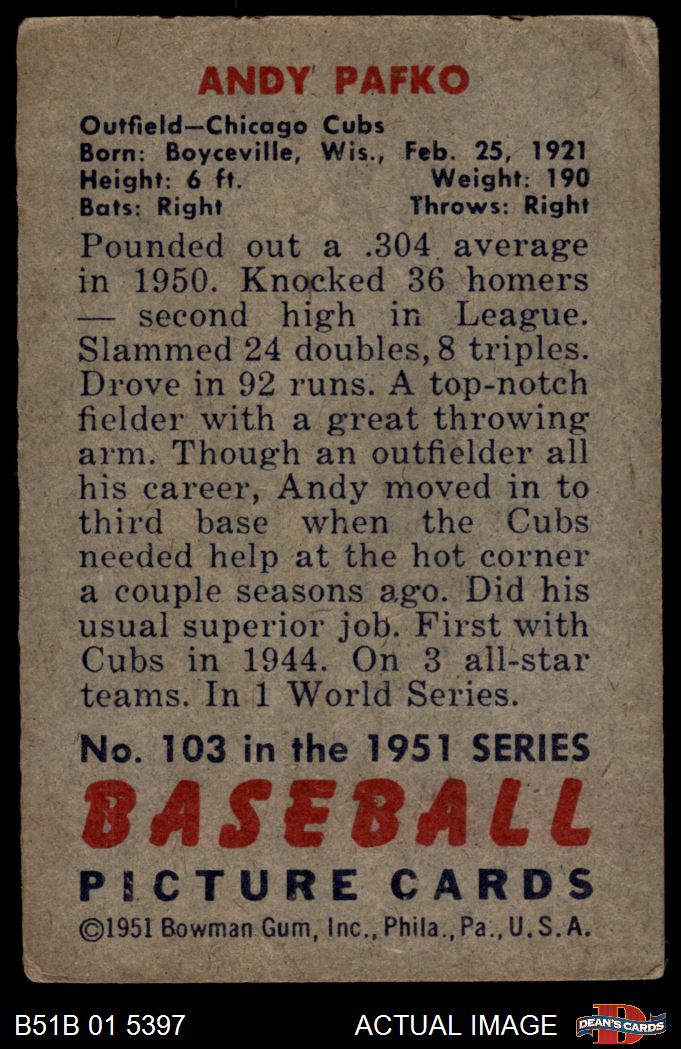 ANDY PAFKO
Outfield—Chicago Cubs
Born: Boyceville, Wis., Feb. 25, 1921
Height: 6 ft. Weight: 190
Bats: Right Throws: Right
Pounded out a .304 average
in 1950. Knocked 36 homers
— second high in League.
Slammed 24 doubles, 8 triples.
Drove in 92 runs. A top-notch
fielder with a great throwing
arm. Though an outfielder all
his career, Andy moved in to
third base when the Cubs
needed help at the hot corner
a couple seasons ago. Did his
usual superior job. First with
Cubs in 1944. On 3 all-star
teams. In 1 World Series.
No. 103 in the 1951 SERIES
BASEBALL
PICTURE CARDS
©1951 Bowman Gum, Inc., Phila., Pa., U.S.A.
B51B 01 5397 ACTUAL IMAGE
D
DEAN'S CARDS